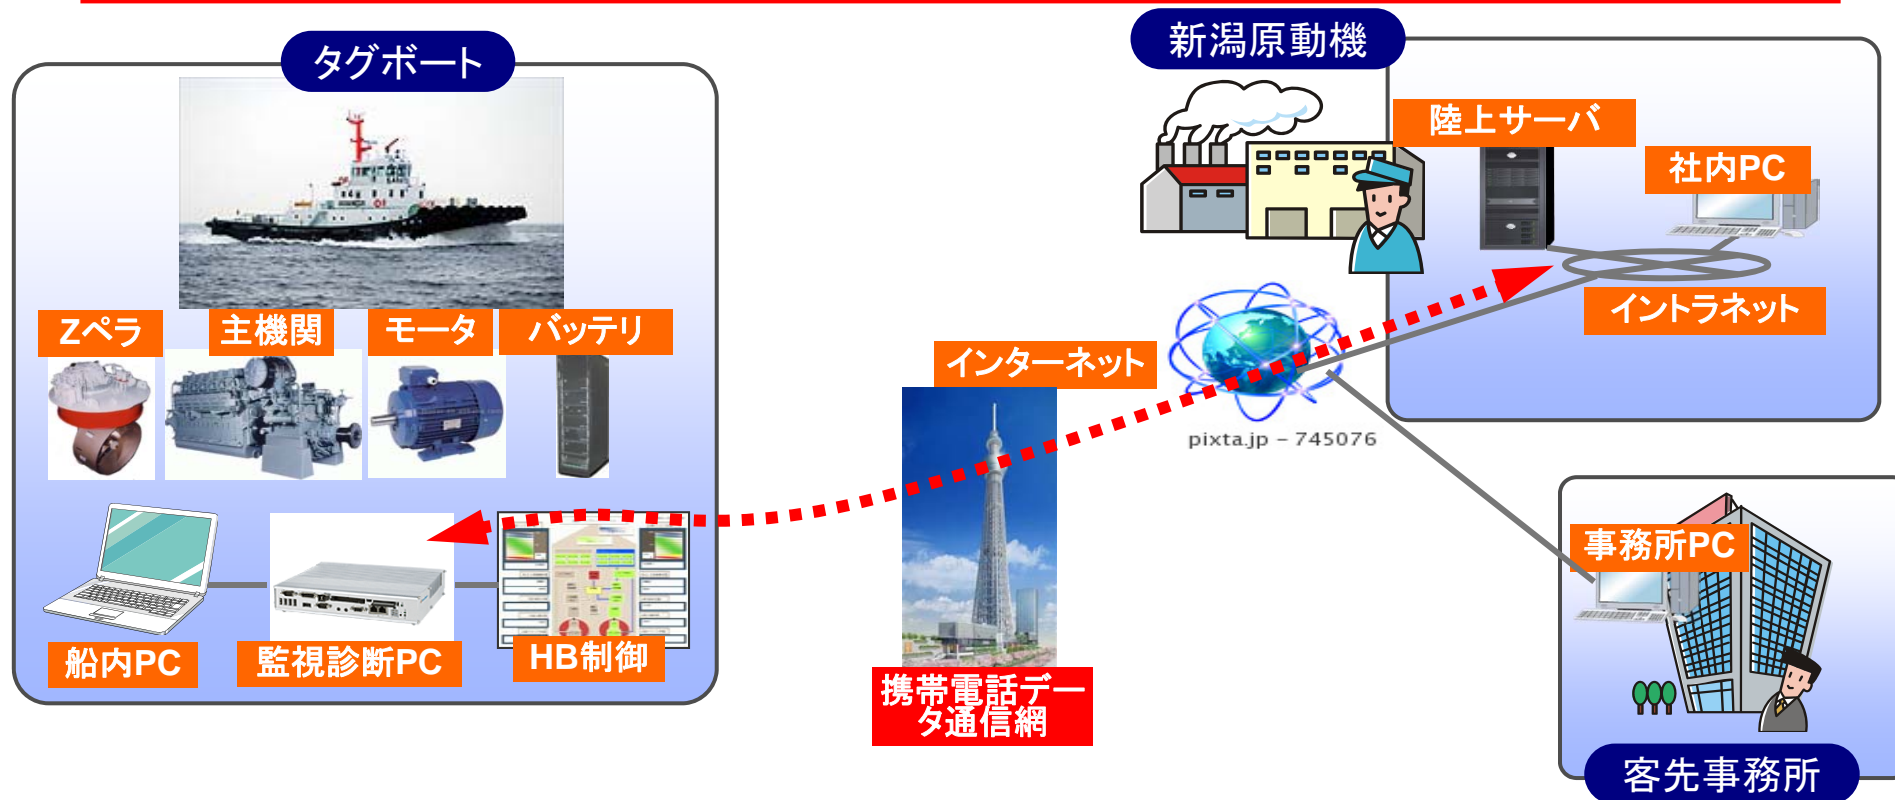 タグボート
新潟原動機
陸上サーバ
社内PC
イントラネット
Zペラ
主機関
モータ
バッテリ
インターネット
pixta.jp - 745076
船内PC
監視診断PC
HB制御
携帯電話デー
タ通信網
事務所PC
客先事務所